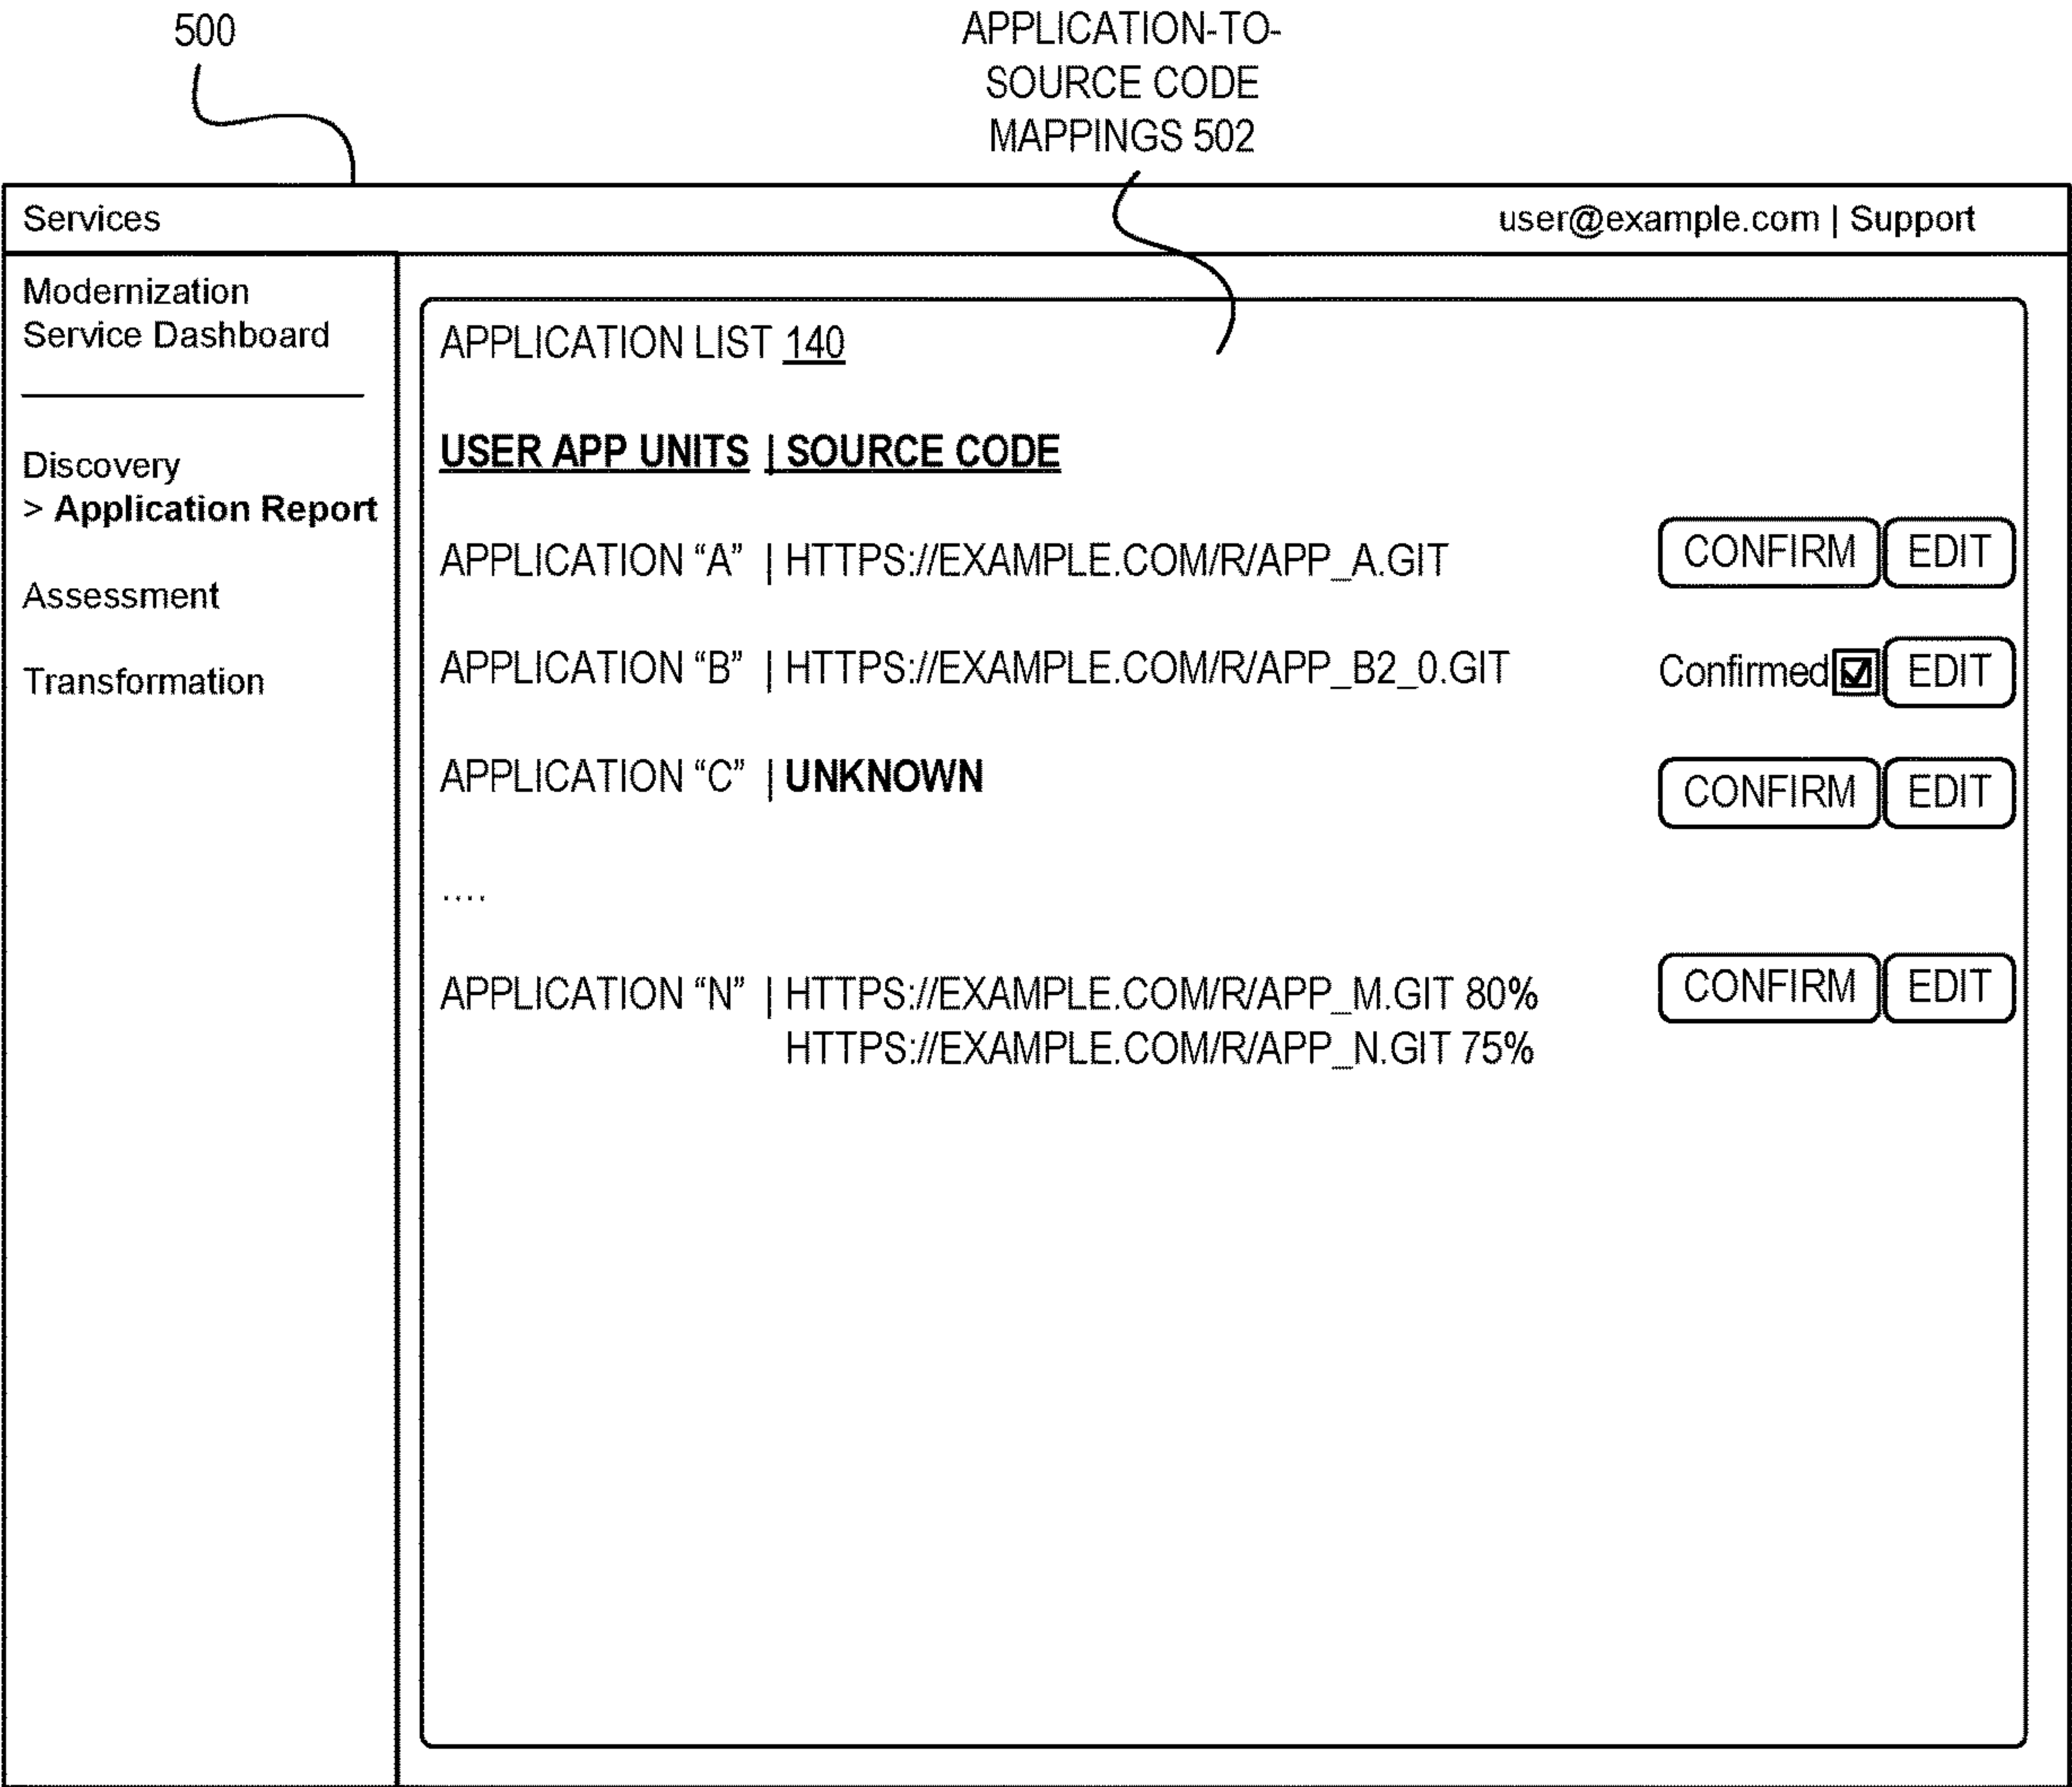 500
APPLICATION-TO-
SOURCE CODE
MAPPINGS 502
Services
user@example.com | Support
Modernization
Service Dashboard
Discovery
> Application Report
Assessment
Transformation
APPLICATION LIST 140
USER APP UNITS | SOURCE CODE
APPLICATION “A” | HTTPS://EXAMPLE.COM/R/APP_A.GIT CONFIRM EDIT
APPLICATION “B” | HTTPS://EXAMPLE.COM/R/APP_B2_0.GIT Confirmed ☑ EDIT
APPLICATION “C” | UNKNOWN CONFIRM EDIT
....
APPLICATION “N” | HTTPS://EXAMPLE.COM/R/APP_M.GIT 80% CONFIRM EDIT
HTTPS://EXAMPLE.COM/R/APP_N.GIT 75%